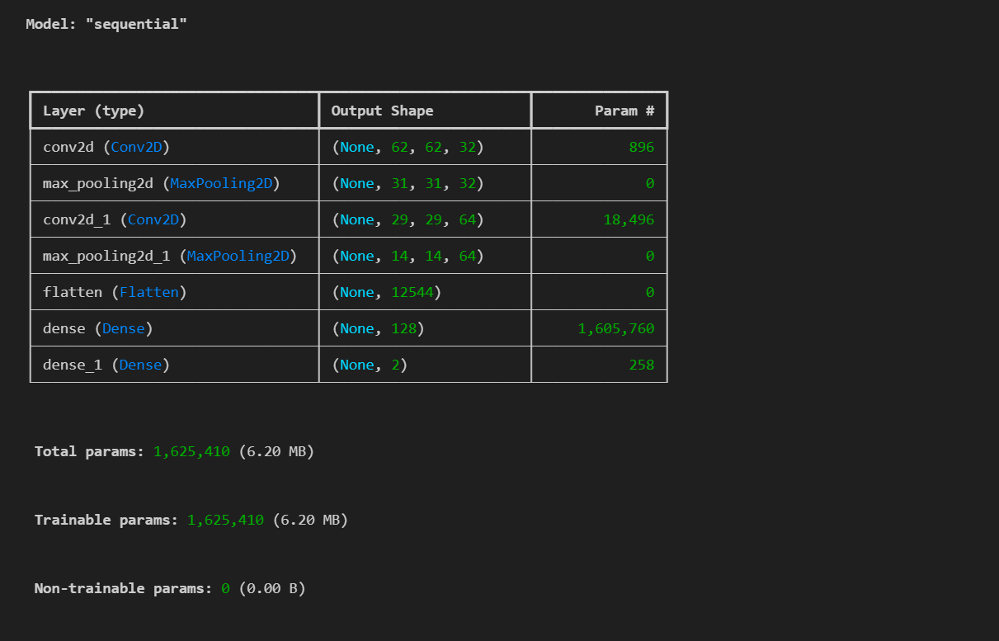 Model: "sequential"
Layer (type) Output Shape Param #
conv2d (Conv2D) (None, 62, 62, 32) 896
max_pooling2d (MaxPooling2D) (None, 31, 31, 32) 0
conv2d_1 (Conv2D) (None, 29, 29, 64) 18,496
max_pooling2d_1 (MaxPooling2D) (None, 14, 14, 64) 0
flatten (Flatten) (None, 12544) 0
dense (Dense) (None, 128) 1,605,760
dense_1 (Dense) (None, 2) 258
Total params: 1,625,410 (6.20 MB)
Trainable params: 1,625,410 (6.20 MB)
Non-trainable params: 0 (0.00 B)